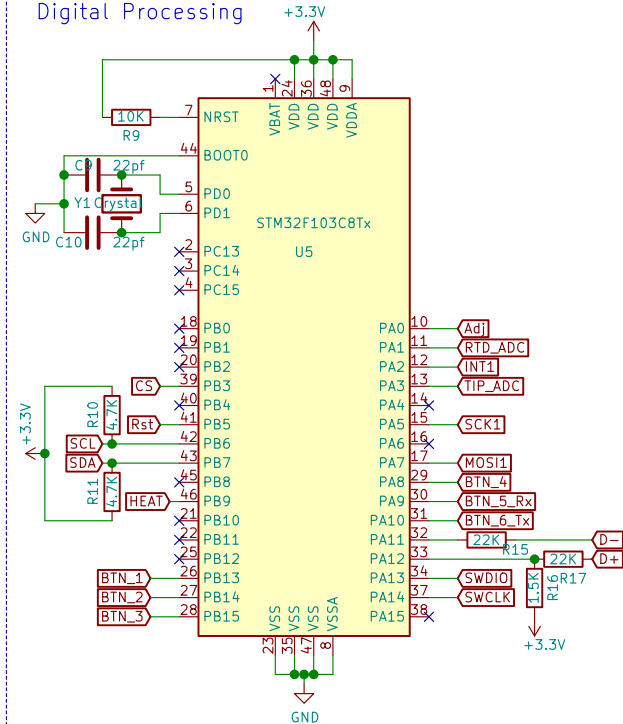 Digital Processing
+3.3V
1 24 36 48 9
VBAT VDD VDD VDD VDDA
10K 7 NRST
R9
44 BOOT0
C9 22pf
5 PD0
Y1 Crystal 6 PD1
GND
C10 22pf
STM32F103C8Tx
U5
2 PC13
3 PC14
4 PC15
18 PB0 PA0 10 Adj
19 PB1 PA1 11 RTD_ADC
20 PB2 PA2 12 INT1
CS 39 PB3 PA3 13 TIP_ADC
+3.3V R10 4.7K 40 PB4 PA4 14
Rst 41 PB5 PA5 15 SCK1
SCL 42 PB6 PA6 16
SDA 43 PB7 PA7 17 MOSI1
R11 4.7K 45 PB8 PA8 29 BTN_4
HEAT 46 PB9 PA9 30 BTN_5_Rx
21 PB10 PA10 31 BTN_6_Tx
22 PB11 PA11 32 22K R15 D-
25 PB12 PA12 33 22K R17 D+
BTN_1 26 PB13 PA13 34 SWDIO 1.5K R16
BTN_2 27 PB14 PA14 37 SWCLK
BTN_3 28 PB15 PA15 38
+3.3V
VSS VSS VSS VSSA
23 35 47 8
GND